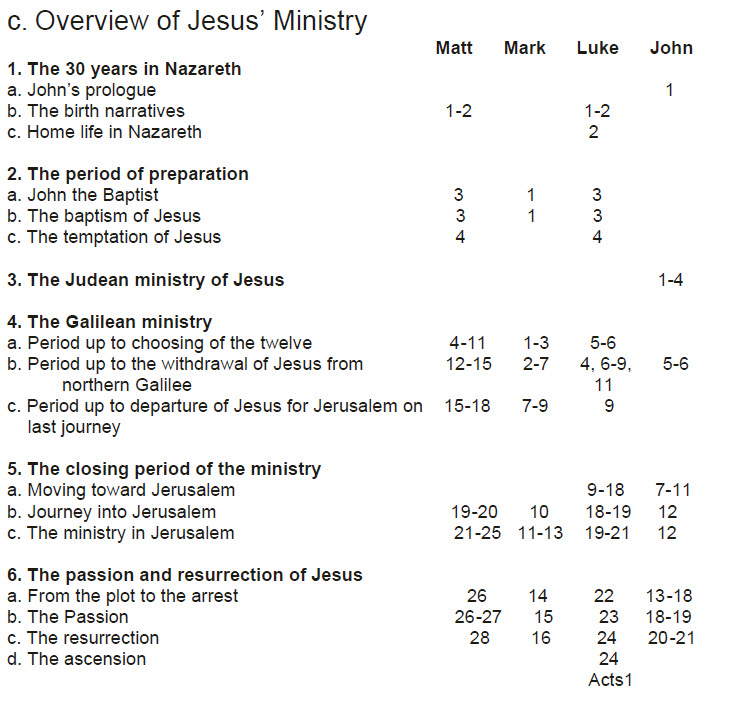 c. Overview of Jesus’ Ministry
Matt Mark Luke John
1. The 30 years in Nazareth
a. John’s prologue 1
b. The birth narratives 1-2 1-2
c. Home life in Nazareth 2
2. The period of preparation
a. John the Baptist 3 1 3
b. The baptism of Jesus 3 1 3
c. The temptation of Jesus 4 4
3. The Judean ministry of Jesus 1-4
4. The Galilean ministry
a. Period up to choosing of the twelve 4-11 1-3 5-6
b. Period up to the withdrawal of Jesus from 12-15 2-7 4, 6-9, 5-6
northern Galilee 11
c. Period up to departure of Jesus for Jerusalem on 15-18 7-9 9
last journey
5. The closing period of the ministry
a. Moving toward Jerusalem 9-18 7-11
b. Journey into Jerusalem 19-20 10 18-19 12
c. The ministry in Jerusalem 21-25 11-13 19-21 12
6. The passion and resurrection of Jesus
a. From the plot to the arrest 26 14 22 13-18
b. The Passion 26-27 15 23 18-19
c. The resurrection 28 16 24 20-21
d. The ascension 24
Acts1